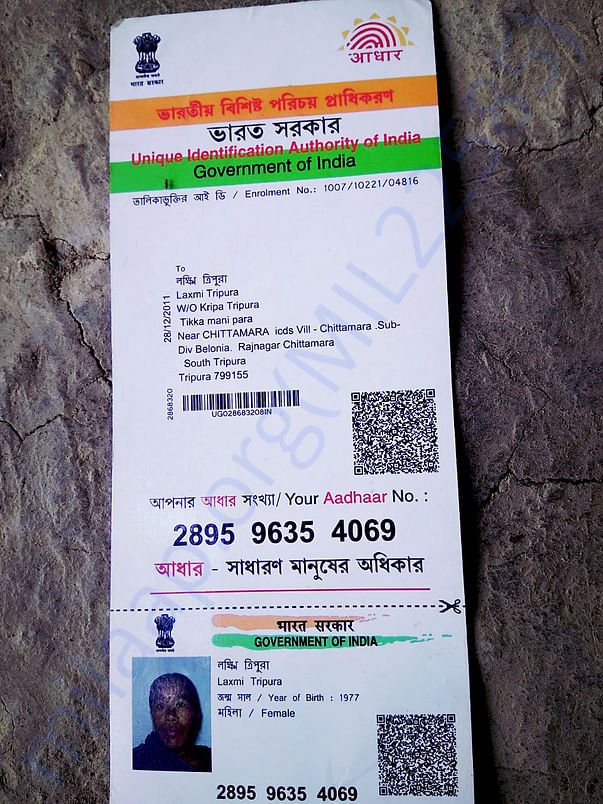 भारत सरकार
आधार
ভারতীয় বিশিষ্ট পরিচয় প্রাধিকরণ
ভারত সরকার
Unique Identification Authority of India
Government of India
তালিকাভুক্তির আই ডি / Enrolment No.: 1007/10221/04816
To
লক্ষ্মি ত্রিপুরা
Laxmi Tripura
W/O Kripa Tripura
Tikka mani para
Near CHITTAMARA icds Vill - Chittamara .Sub-
Div Belonia. Rajnagar Chittamara
South Tripura
Tripura 799155
28/12/2011
2868320
UG028683208IN
আপনার আধার সংখ্যা/ Your Aadhaar No. :
2895 9635 4069
আধার - সাধারণ মানুষের অধিকার
भारत सरकार
GOVERNMENT OF INDIA
লক্ষ্মি ত্রিপুরা
Laxmi Tripura
জন্ম সাল / Year of Birth : 1977
মহিলা / Female
2895 9635 4069